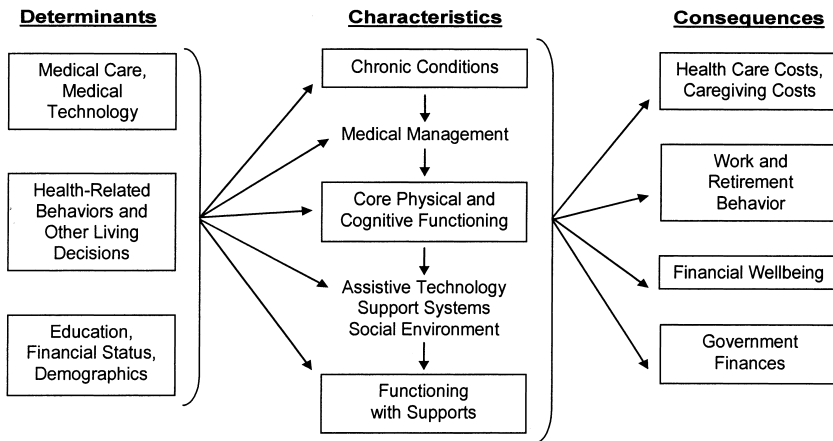 Determinants
Characteristics
Consequences
Medical Care,
Medical
Technology
Health-Related
Behaviors and
Other Living
Decisions
Education,
Financial Status,
Demographics
Chronic Conditions
Medical Management
Core Physical and
Cognitive Functioning
Assistive Technology
Support Systems
Social Environment
Functioning
with Supports
Health Care Costs,
Caregiving Costs
Work and
Retirement
Behavior
Financial Wellbeing
Government
Finances